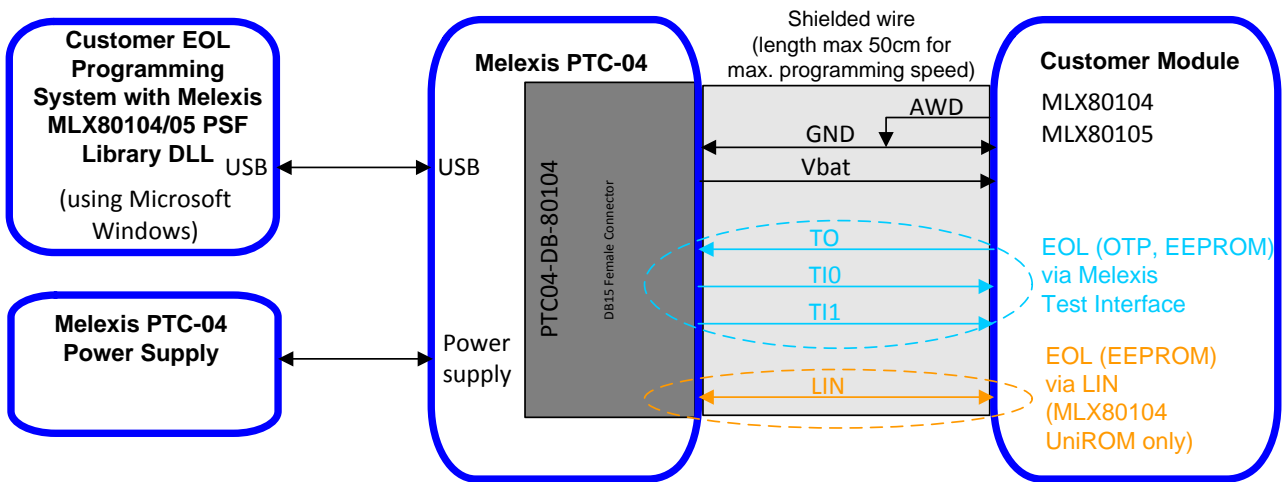 Customer EOL
Programming
System with Melexis
MLX80104/05 PSF
Library DLL
(using Microsoft
Windows)
USB
USB
Melexis PTC-04
Power Supply
Melexis PTC-04
Power
supply
PTC04-DB-80104
DB15 Female Connector
Shielded wire
(length max 50cm for
max. programming speed)
AWD
GND
Vbat
TO
TI0
TI1
LIN
Customer Module
MLX80104
MLX80105
EOL (OTP, EEPROM)
via Melexis
Test Interface
EOL (EEPROM)
via LIN
(MLX80104
UniROM only)